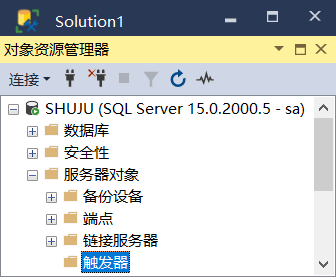 Solution1
对象资源管理器
连接
SHUJU (SQL Server 15.0.2000.5 - sa)
数据库
安全性
服务器对象
备份设备
端点
链接服务器
触发器